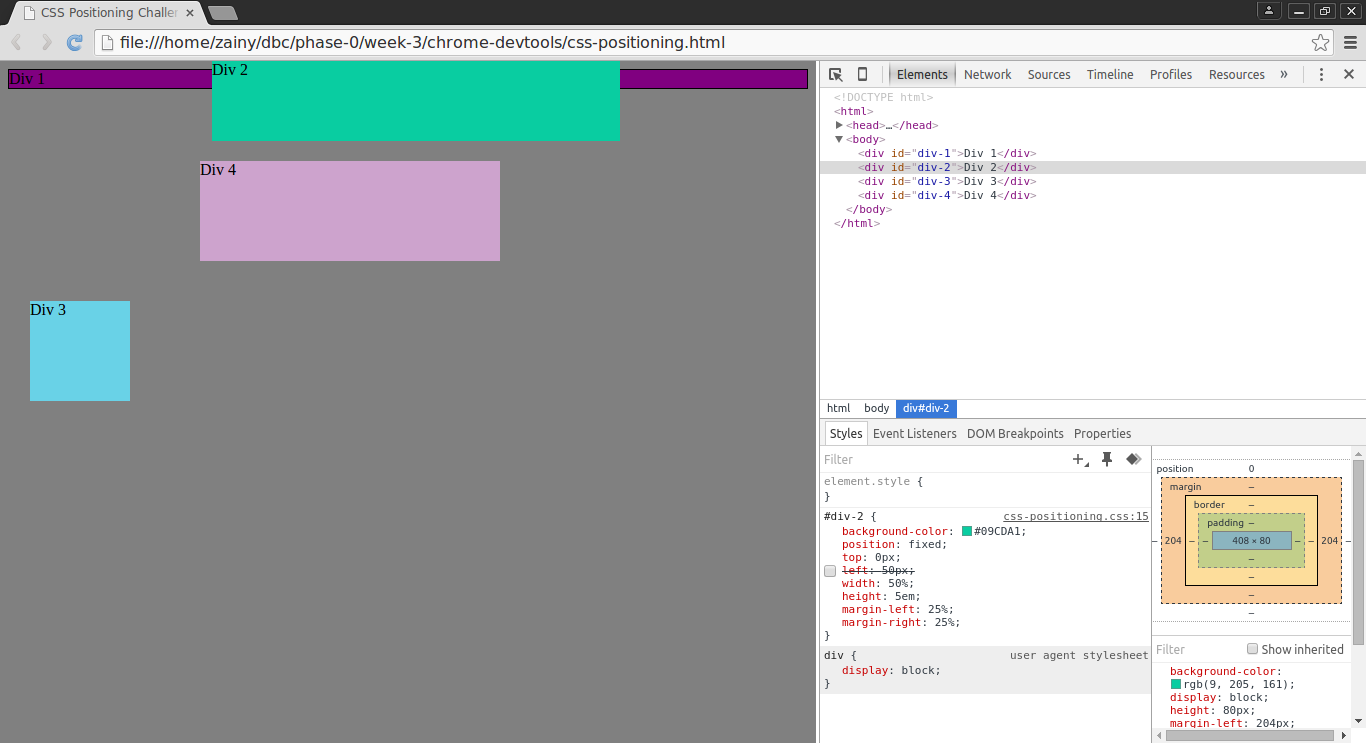 CSS Positioning Challen
file:///home/zainy/dbc/phase-0/week-3/chrome-devtools/css-positioning.html
Div 1
Div 2
Div 4
Div 3
Elements Network Sources Timeline Profiles Resources »
<!DOCTYPE html>
<html>
<head>…</head>
<body>
<div id="div-1">Div 1</div>
<div id="div-2">Div 2</div>
<div id="div-3">Div 3</div>
<div id="div-4">Div 4</div>
</body>
</html>
html body div#div-2
Styles Event Listeners DOM Breakpoints Properties
Filter
element.style {
}
#div-2 { css-positioning.css:15
background-color: #09CDA1;
position: fixed;
top: 0px;
left: 50px;
width: 50%;
height: 5em;
margin-left: 25%;
margin-right: 25%;
}
div { user agent stylesheet
display: block;
}
position 0
margin –
border –
padding –
– 204 – – 408 × 80 – – 204 –
–
–
–
–
Filter Show inherited
background-color:
rgb(9, 205, 161);
display: block;
height: 80px;
margin-left: 204px;